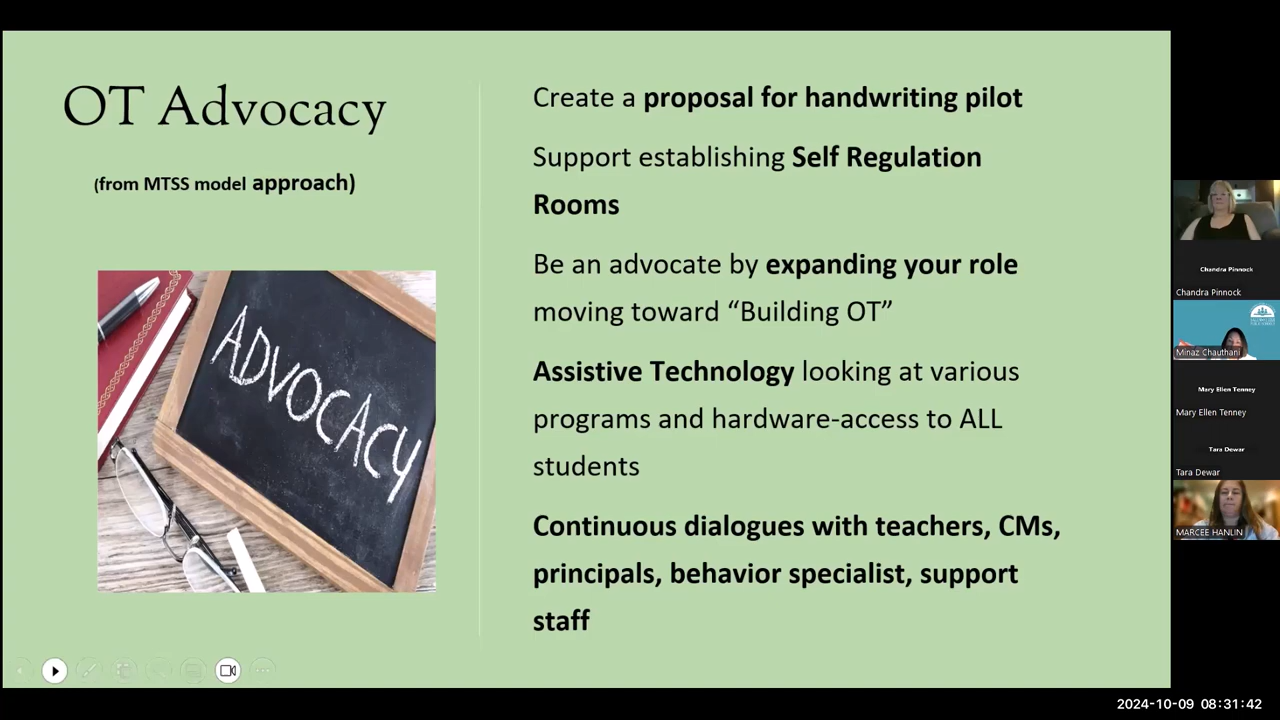 OT Advocacy
(from MTSS model approach)
ADVOCACY
Create a proposal for handwriting pilot
Support establishing Self Regulation
Rooms
Be an advocate by expanding your role
moving toward “Building OT”
Assistive Technology looking at various
programs and hardware-access to ALL
students
Continuous dialogues with teachers, CMs,
principals, behavior specialist, support
staff
Chandra Pinnock
Chandra Pinnock
Minaz Chauthani
Mary Ellen Tenney
Mary Ellen Tenney
Tara Dewar
Tara Dewar
MARCEE HANLIN
2024-10-09 08:31:42